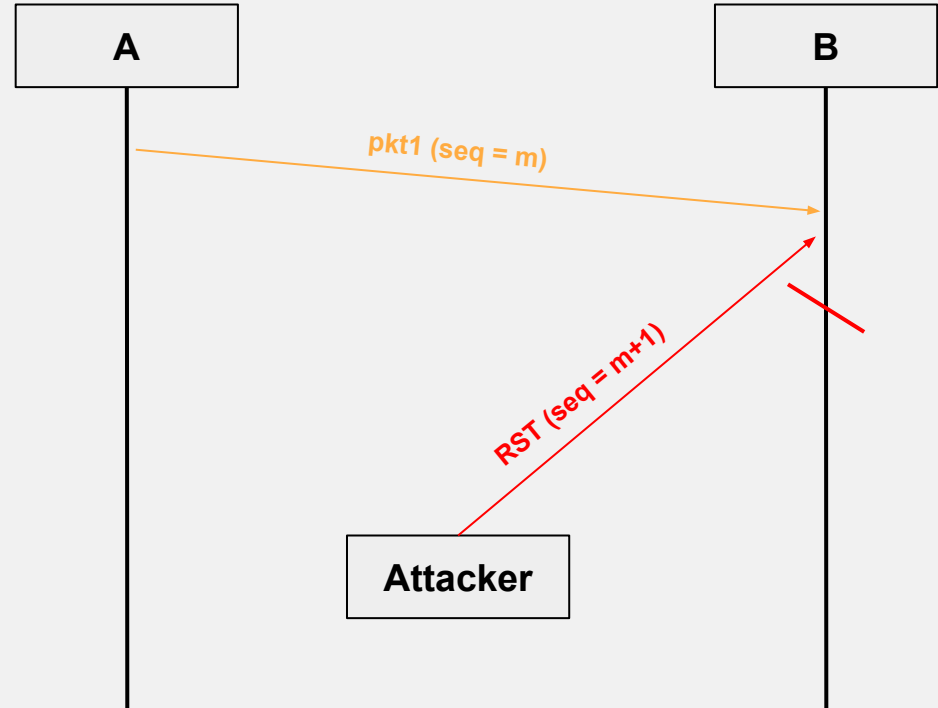 A
B
pkt1 (seq = m)
RST (seq = m+1)
Attacker